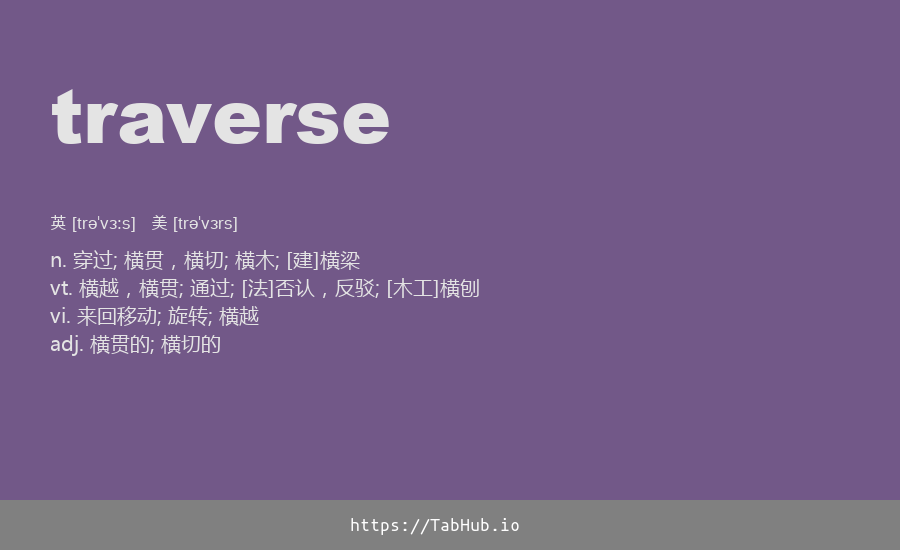 traverse
英 [trə'vɜːs] 美 [trə'vɜrs]
n. 穿过; 横贯，横切; 横木; [建]横梁
vt. 横越，横贯; 通过; [法]否认，反驳; [木工]横刨
vi. 来回移动; 旋转; 横越
adj. 横贯的; 横切的
https://TabHub.io